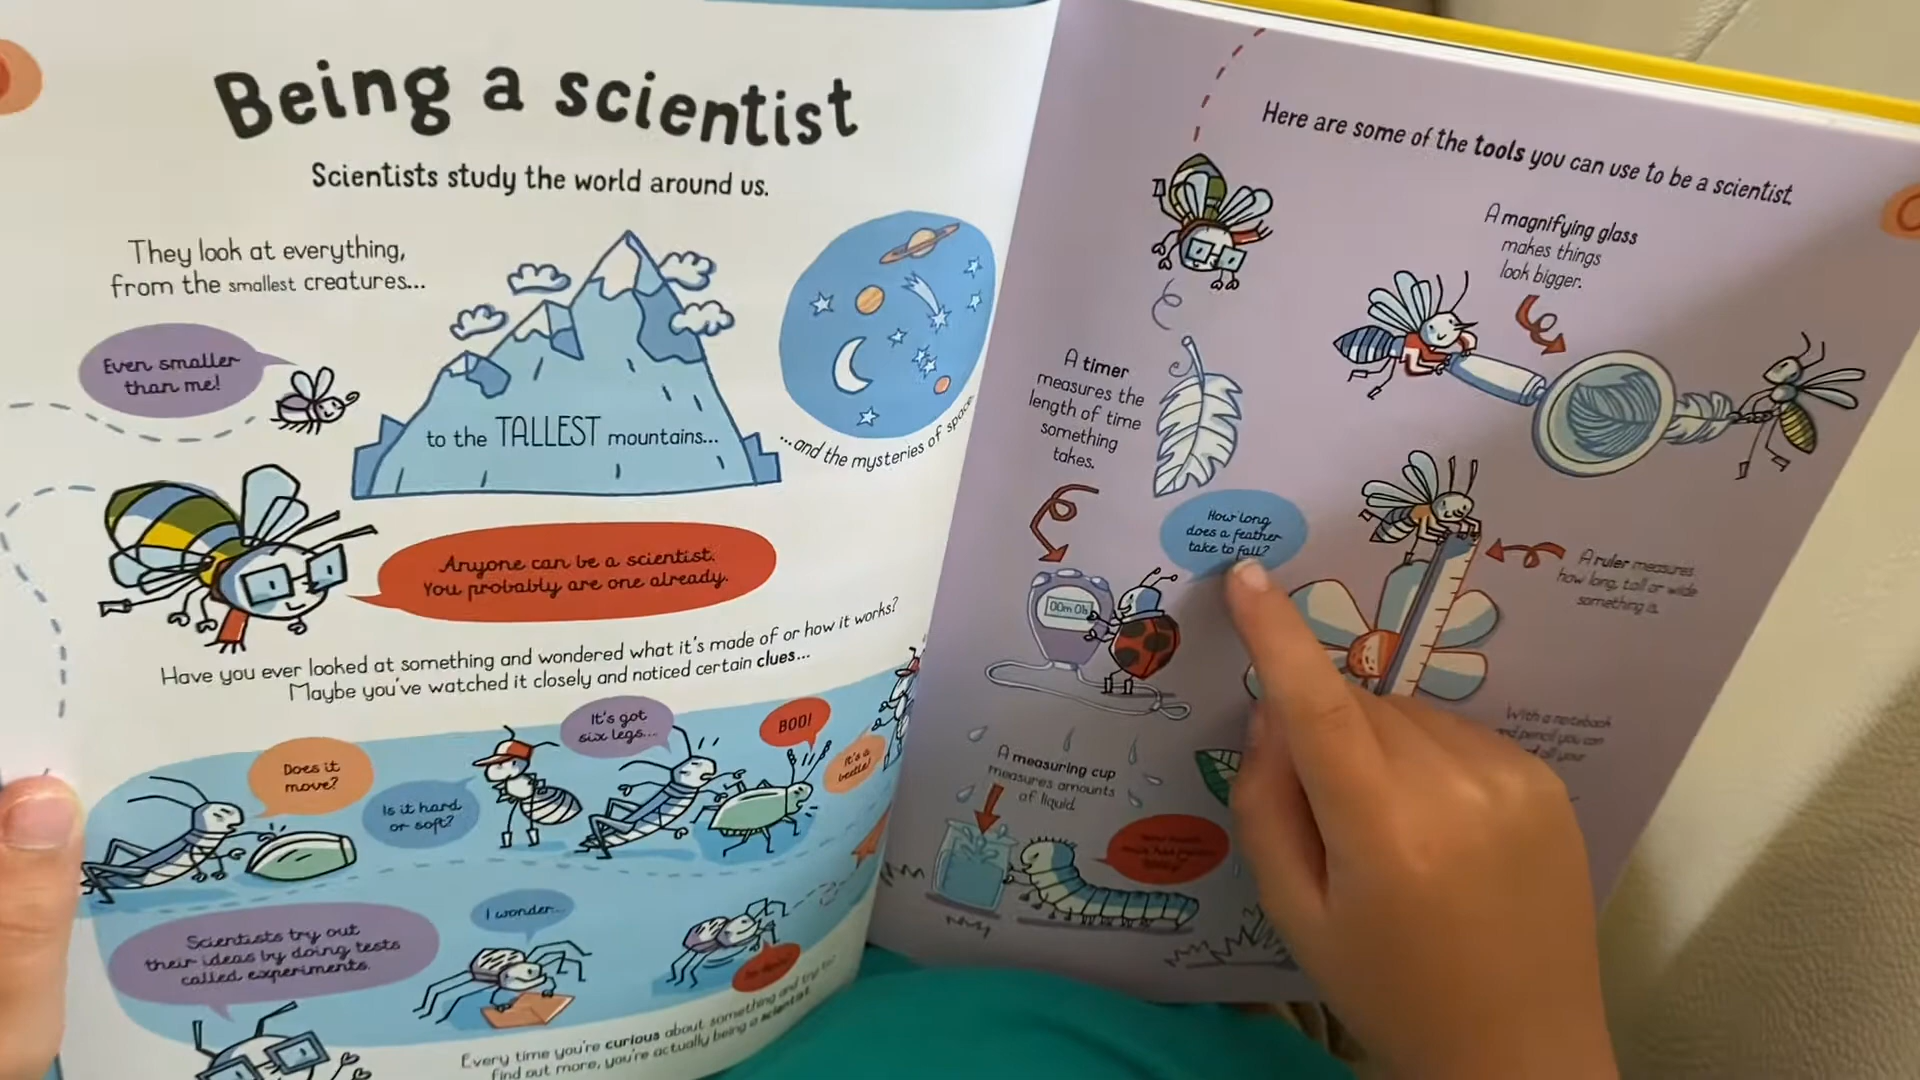 Being a scientist
Scientists study the world around us.
They look at everything,
from the smallest creatures...
Even smaller
than me!
to the TALLEST mountains...
...and the mysteries of space.
Anyone can be a scientist.
You probably are one already.
Have you ever looked at something and wondered what it's made of or how it works?
Maybe you've watched it closely and noticed certain clues...
Does it
move?
Is it hard
or soft?
It's got
six legs...
BOO!
It's a
beetle!
Scientists try out
their ideas by doing tests
called experiments.
I wonder...
Every time you're curious about something and try to
find out more, you're actually being a scientist.
Here are some of the tools you can use to be a scientist.
A magnifying glass
makes things
look bigger.
A timer
measures the
length of time
something
takes.
How long
does a feather
take to fall?
00m 01s
A ruler measures
how long, tall or wide
something is.
With a notebook
and pencil you can
all your
A measuring cup
measures amounts
of liquid.